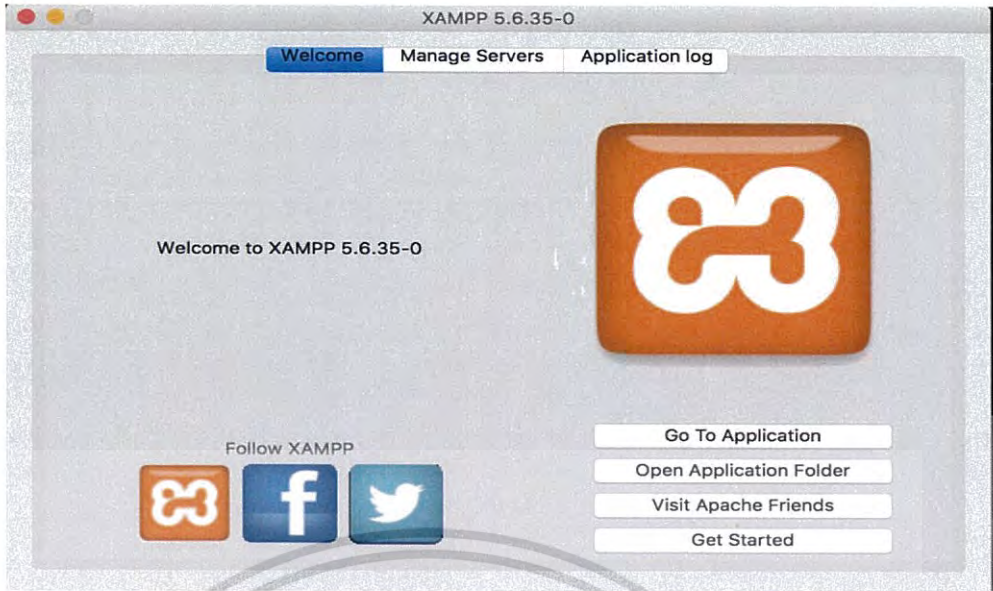 XAMPP 5.6.35-0
Welcome Manage Servers Application log
Welcome to XAMPP 5.6.35-0
Follow XAMPP
Go To Application
Open Application Folder
Visit Apache Friends
Get Started